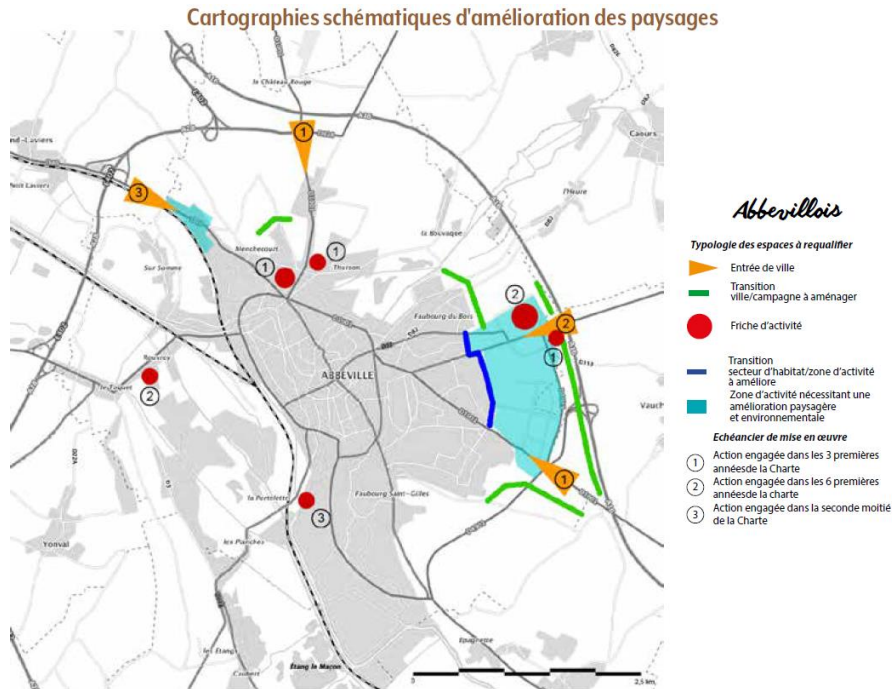 Cartographies schématiques d'amélioration des paysages
le Château Rouge
Caours
l'Heure
la Bouvaque
Menchecourt
Thuison
Sur Somme
Faubourg du Bois
Rouvroy
ABBEVILLE
Vauch
la Portelette
Faubourg Saint-Gilles
les Planches
Yonval
les Étangs
Caubert
Étang le Maçon
Epagnette
2,5 km
3
1
1
1
2
2
1
2
3
1
Abbevillois
Typologie des espaces à requalifier
Entrée de ville
Transition
ville/campagne à aménager
Friche d'activité
Transition
secteur d'habitat/zone d'activité
à améliore
Zone d'activité nécessitant une
amélioration paysagère
et environnementale
Echéancier de mise en œuvre
1 Action engagée dans les 3 premières
annéesde la Charte
2 Action engagée dans les 6 premières
annéesde la charte
3 Action engagée dans la seconde moitié
de la Charte